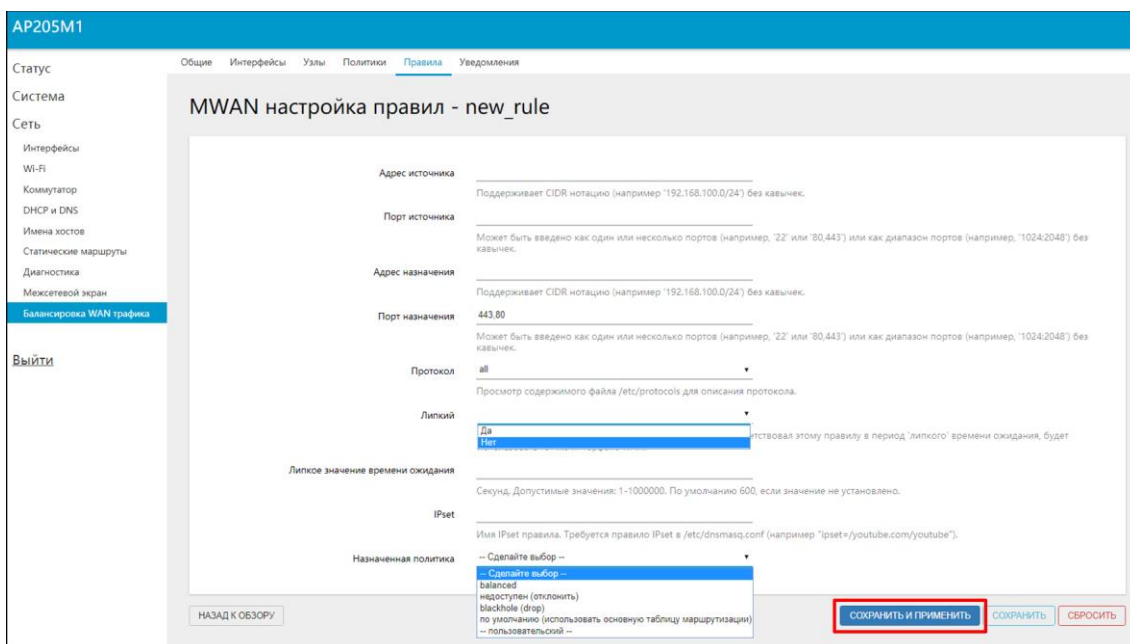 AP205M1
Статус
Система
Сеть
Интерфейсы
Wi-Fi
Коммутатор
DHCP и DNS
Имена хостов
Статические маршруты
Диагностика
Межсетевой экран
Балансировка WAN трафика
Выйти
Общие Интерфейсы Узлы Политики Правила Уведомления
MWAN настройка правил - new_rule
Адрес источника
Поддерживает CIDR нотацию (например '192.168.100.0/24') без кавычек.
Порт источника
Может быть введено как один или несколько портов (например, '22' или '80,443') или как диапазон портов (например, '1024:2048') без
кавычек.
Адрес назначения
Поддерживает CIDR нотацию (например '192.168.100.0/24') без кавычек.
Порт назначения 443.80
Может быть введено как один или несколько портов (например, '22' или '80,443') или как диапазон портов (например, '1024:2048') без
кавычек.
Протокол all
Просмотр содержимого файла /etc/protocols для описания протокола.
Липкий
Да
Нет
этому правилу в период 'липкого' времени ожидания, будет
Липкое значение времени ожидания
Секунд. Допустимые значения: 1-1000000. По умолчанию 600, если значение не установлено.
IPset
Имя IPset правила. Требуется правило IPset в /etc/dnsmasq.conf (например "ipset=/youtube.com/youtube").
Назначенная политика -- Сделайте выбор --
-- Сделайте выбор --
balanced
недоступен (отклонить)
blackhole (drop)
по умолчанию (использовать основную таблицу маршрутизации)
-- пользовательский --
НАЗАД К ОБЗОРУ СОХРАНИТЬ И ПРИМЕНИТЬ СОХРАНИТЬ СБРОСИТЬ